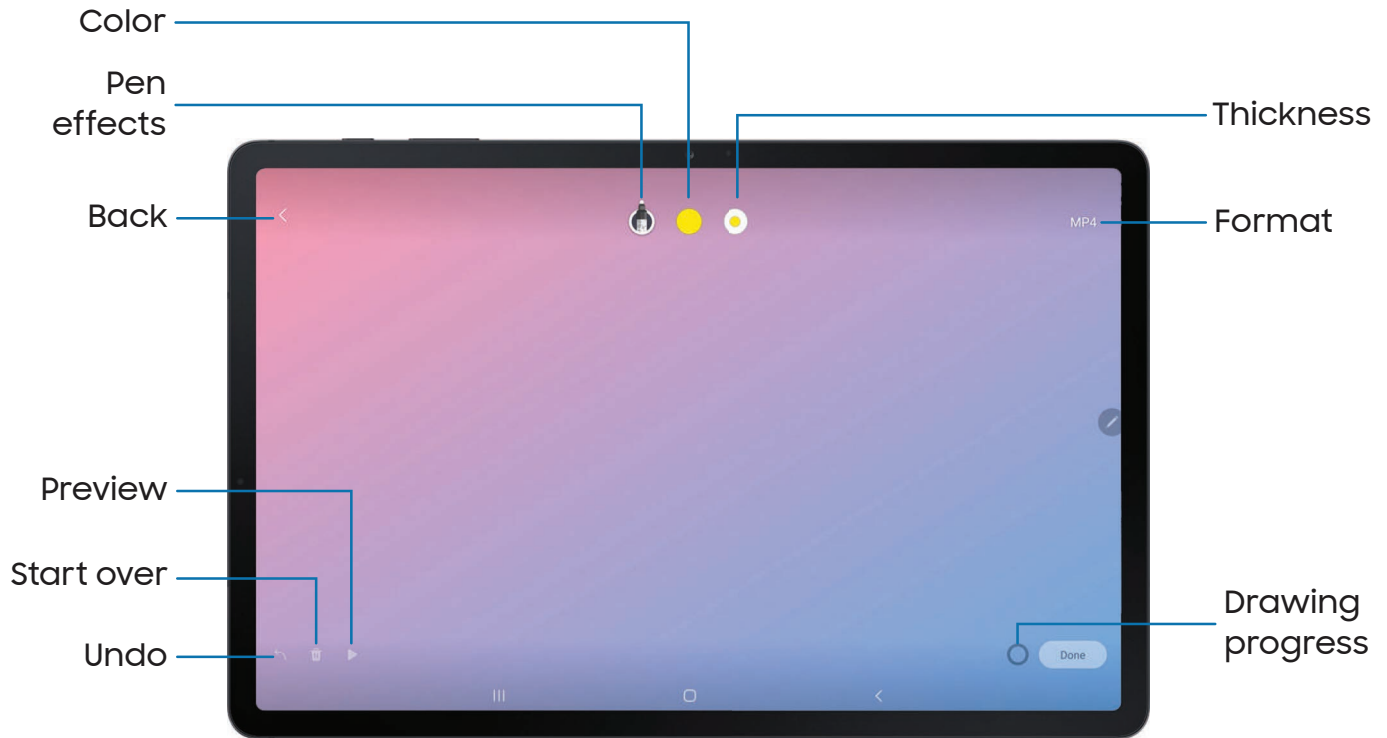 Color
Pen
effects
Thickness
Back
MP4
Format
Preview
Start over
Undo
Drawing
progress
Done